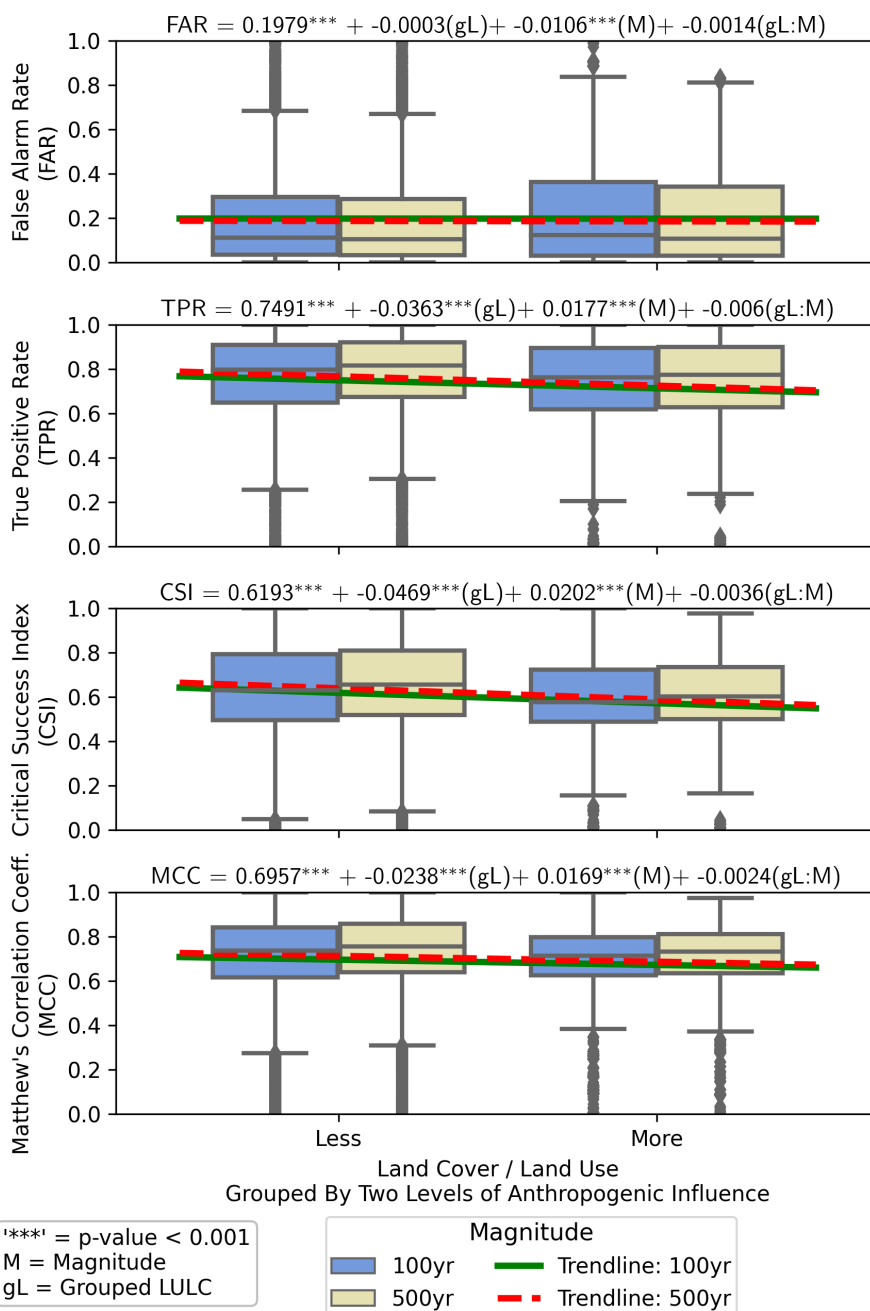 FAR = 0.1979*** + -0.0003(gL)+ -0.0106***(M)+ -0.0014(gL:M)
False Alarm Rate
(FAR)
1.0
0.8
0.6
0.4
0.2
0.0
TPR = 0.7491*** + -0.0363***(gL)+ 0.0177***(M)+ -0.006(gL:M)
True Positive Rate
(TPR)
1.0
0.8
0.6
0.4
0.2
0.0
CSI = 0.6193*** + -0.0469***(gL)+ 0.0202***(M)+ -0.0036(gL:M)
Critical Success Index
(CSI)
1.0
0.8
0.6
0.4
0.2
0.0
MCC = 0.6957*** + -0.0238***(gL)+ 0.0169***(M)+ -0.0024(gL:M)
Matthew's Correlation Coeff.
(MCC)
1.0
0.8
0.6
0.4
0.2
0.0
Less More
Land Cover / Land Use
Grouped By Two Levels of Anthropogenic Influence
'***' = p-value < 0.001
M = Magnitude
gL = Grouped LULC
Magnitude
100yr Trendline: 100yr
500yr Trendline: 500yr